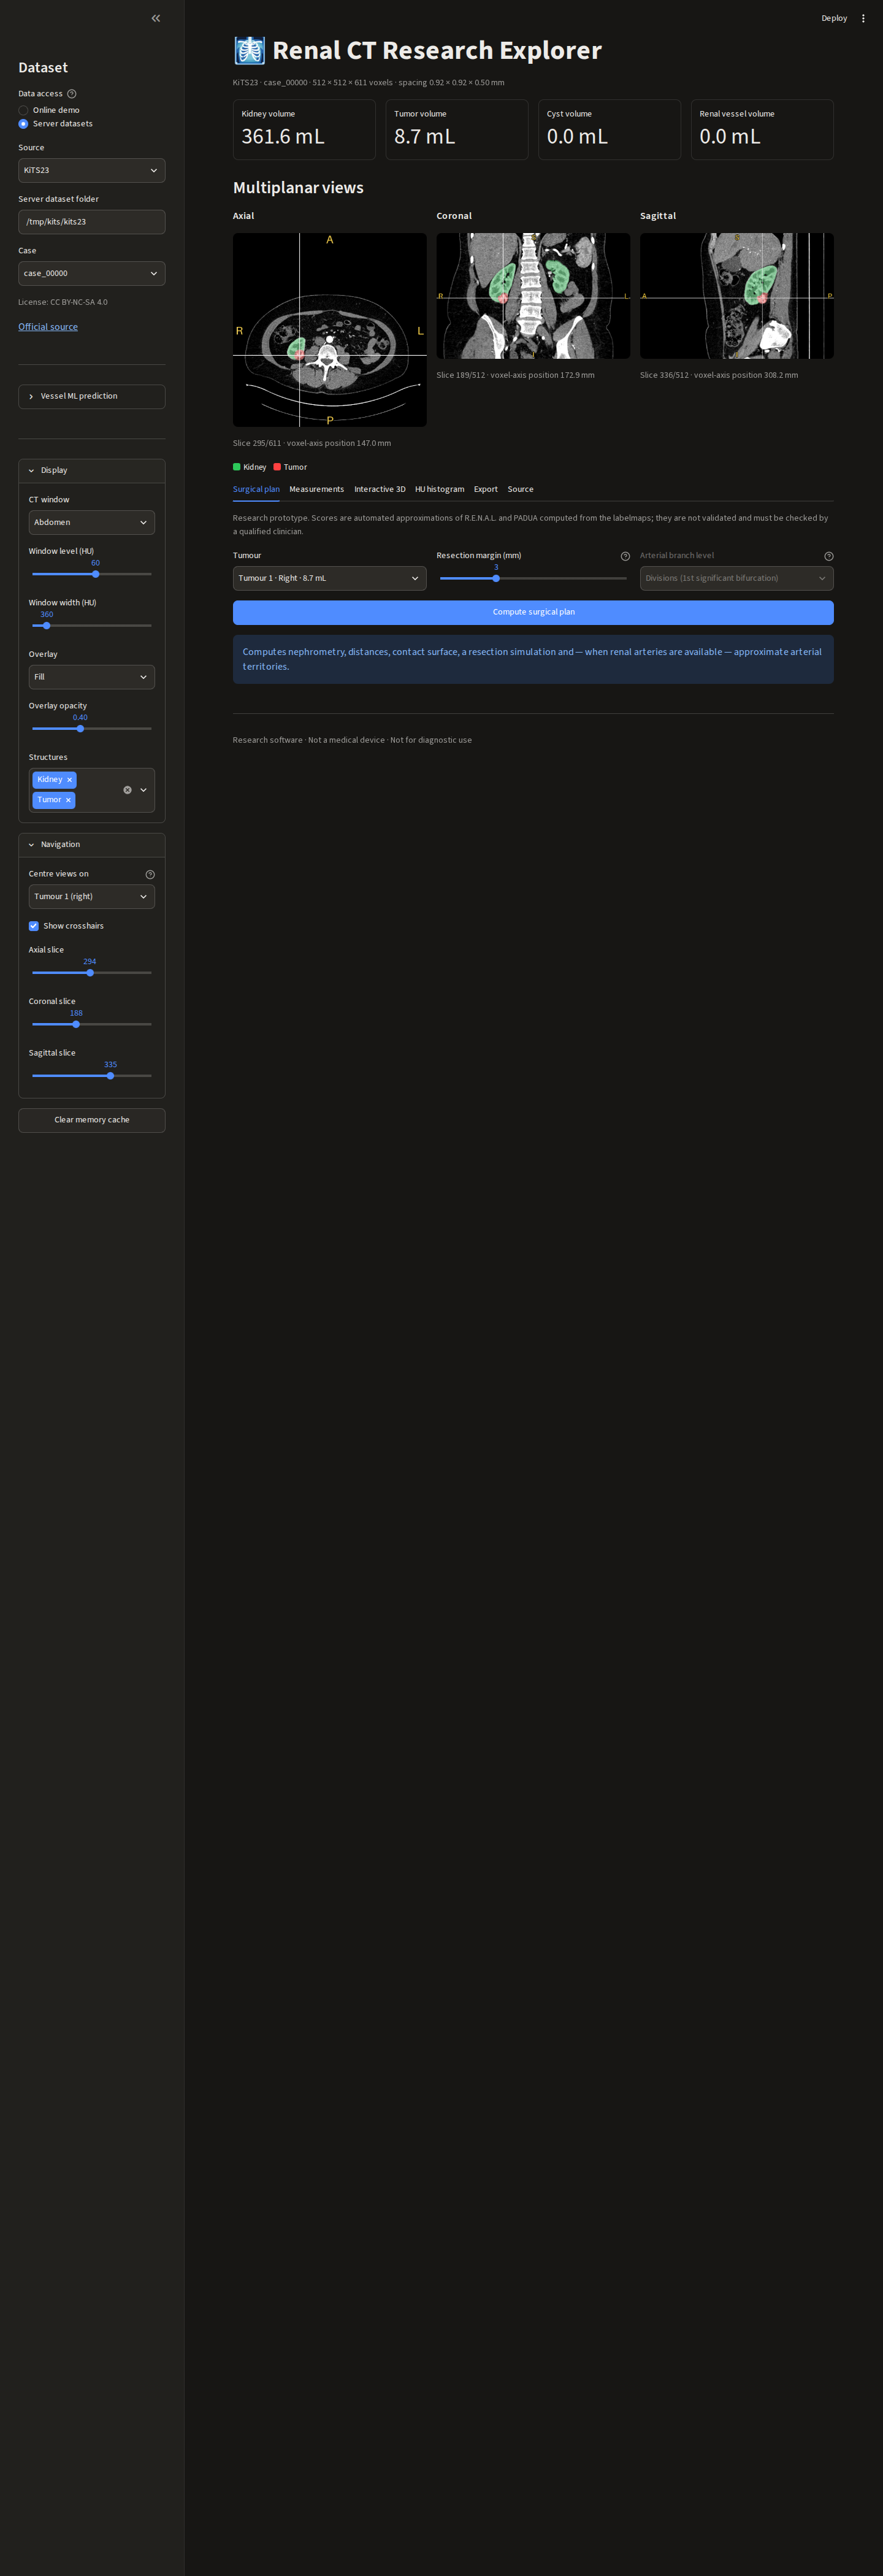 Deploy
Dataset
Data access
Online demo
Server datasets
Source
KiTS23
Server dataset folder
/tmp/kits/kits23
Case
case_00000
License: CC BY-NC-SA 4.0
Official source
Vessel ML prediction
Display
CT window
Abdomen
Window level (HU)
60
Window width (HU)
360
Overlay
Fill
Overlay opacity
0.40
Structures
Kidney
Tumor
Navigation
Centre views on
Tumour 1 (right)
Show crosshairs
Axial slice
294
Coronal slice
188
Sagittal slice
335
Clear memory cache
Renal CT Research Explorer
KiTS23 · case_00000 · 512 × 512 × 611 voxels · spacing 0.92 × 0.92 × 0.50 mm
Kidney volume
361.6 mL
Tumor volume
8.7 mL
Cyst volume
0.0 mL
Renal vessel volume
0.0 mL
Multiplanar views
Axial
A
R
L
P
Slice 295/611 · voxel-axis position 147.0 mm
Coronal
S
R
L
Slice 189/512 · voxel-axis position 172.9 mm
Sagittal
S
A
P
Slice 336/512 · voxel-axis position 308.2 mm
Kidney Tumor
Surgical plan Measurements Interactive 3D HU histogram Export Source
Research prototype. Scores are automated approximations of R.E.N.A.L. and PADUA computed from the labelmaps; they are not validated and must be checked by
a qualified clinician.
Tumour
Tumour 1 · Right · 8.7 mL
Resection margin (mm)
3
Arterial branch level
Divisions (1st significant bifurcation)
Compute surgical plan
Computes nephrometry, distances, contact surface, a resection simulation and — when renal arteries are available — approximate arterial
territories.
Research software · Not a medical device · Not for diagnostic use